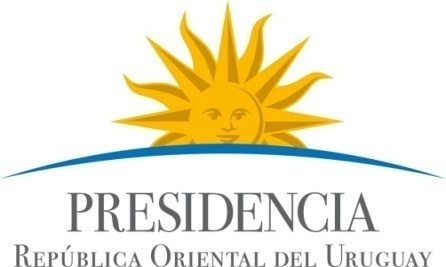 PRESIDENCIA
REPÚBLICA ORIENTAL DEL URUGUAY